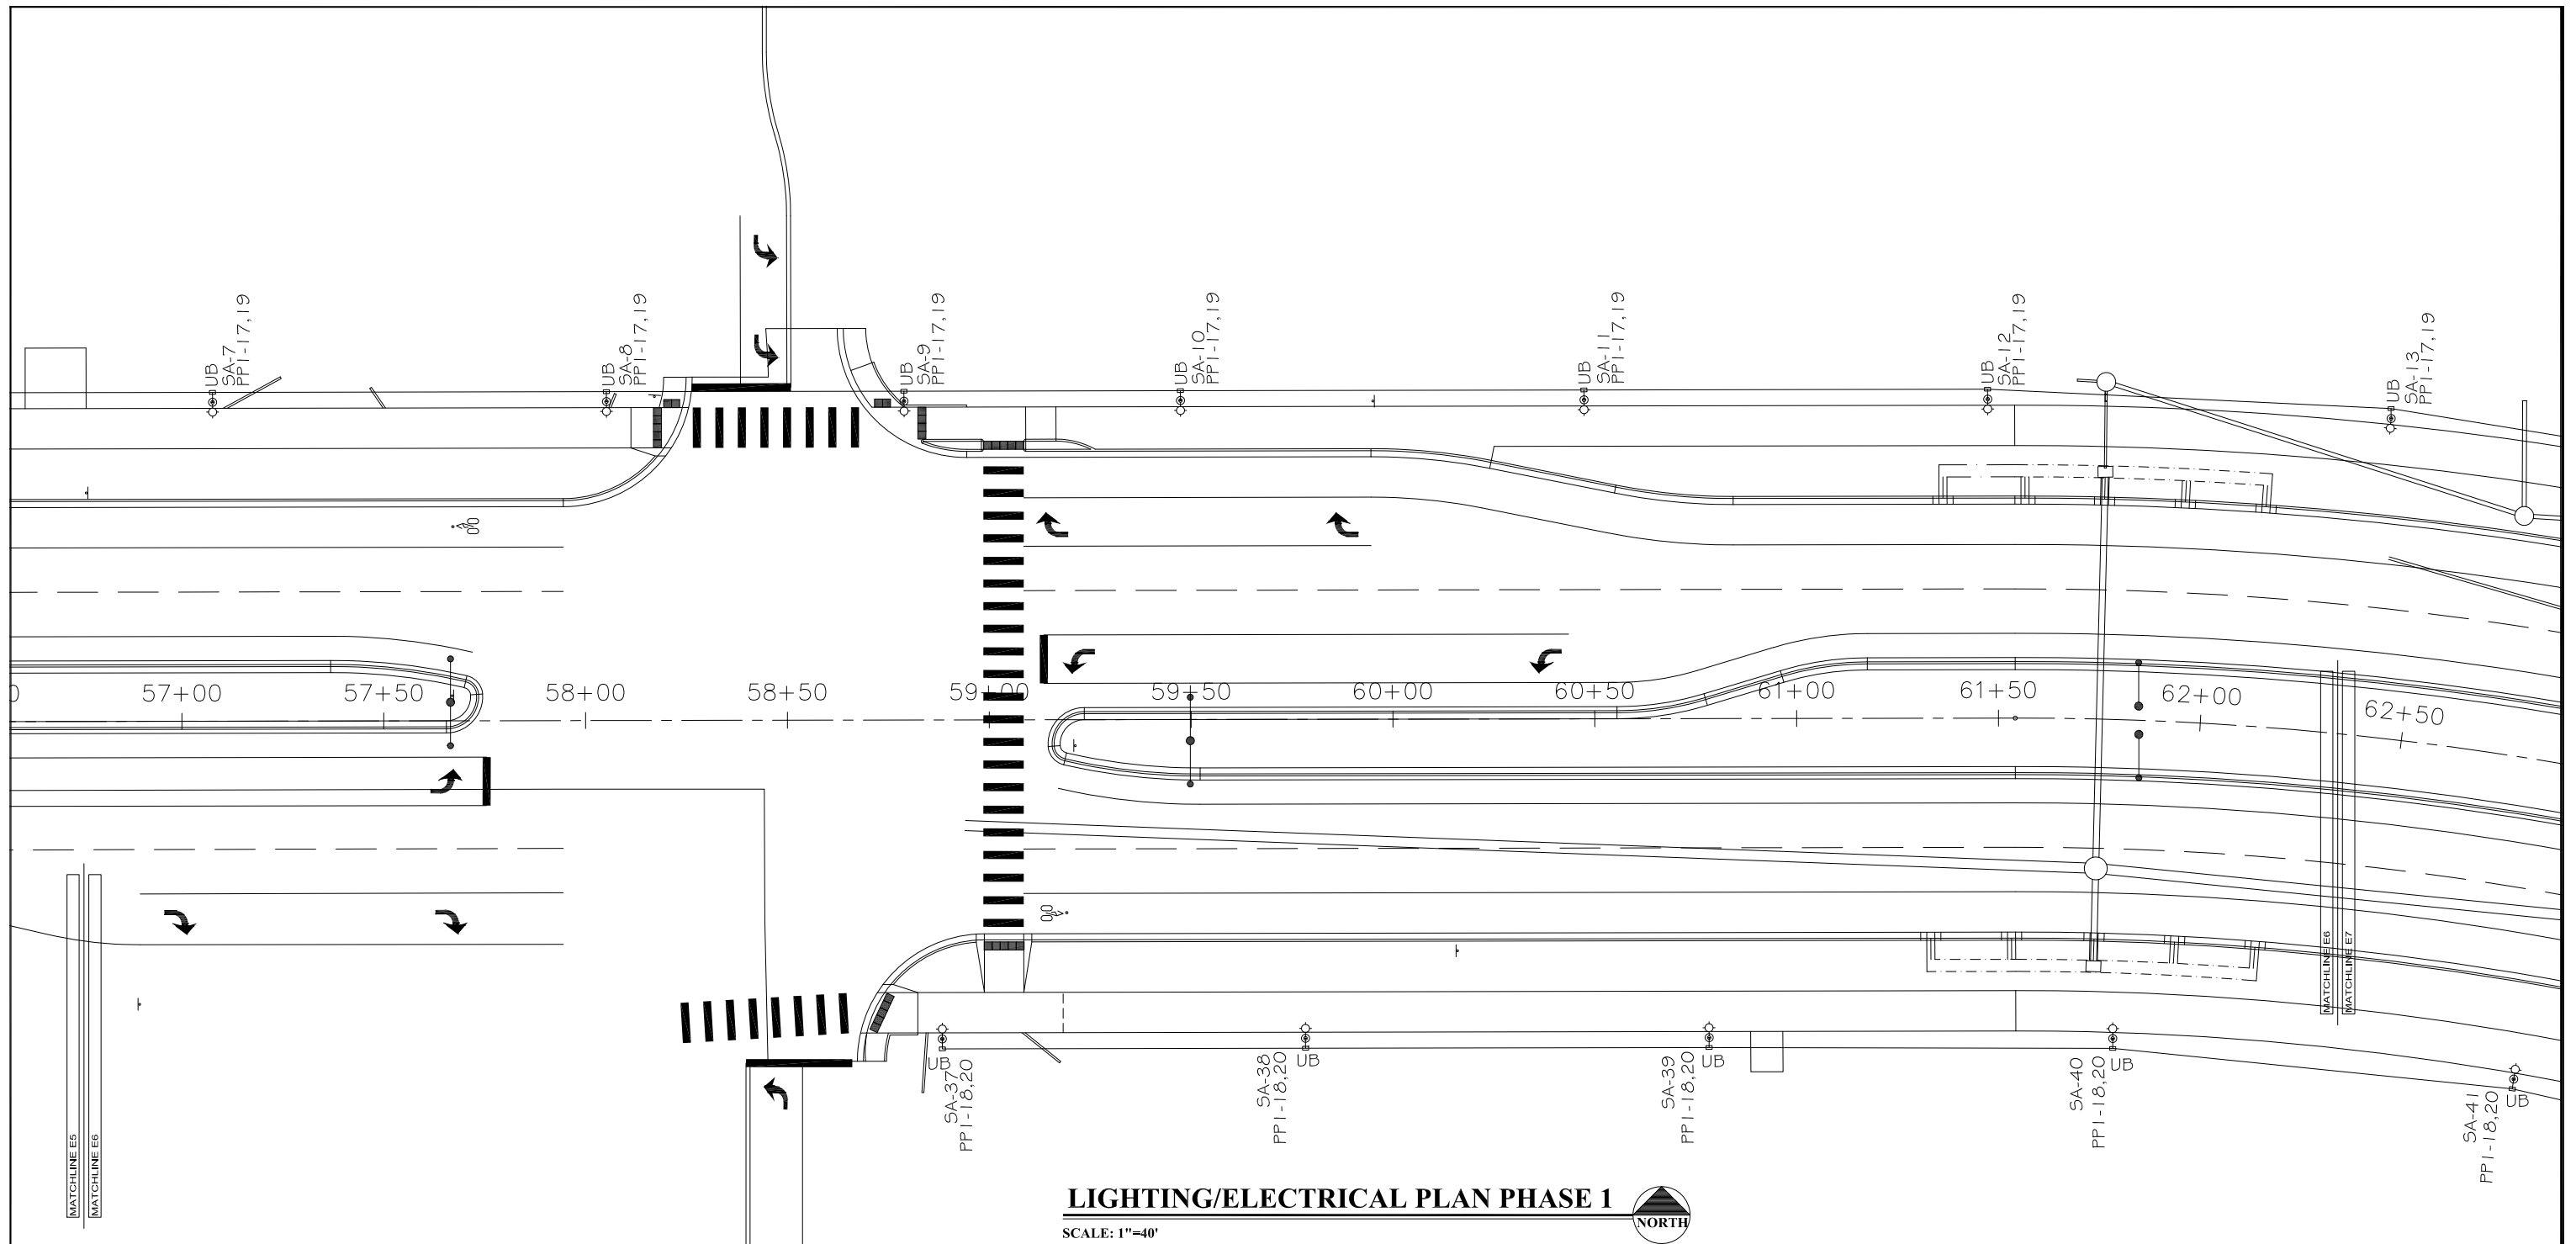 UB
SA-7
PP1-17,19
UB
SA-8
PP1-17,19
UB
SA-9
PP1-17,19
UB
SA-10
PP1-17,19
UB
SA-11
PP1-17,19
UB
SA-12
PP1-17,19
UB
SA-13
PP1-17,19
0
57+00
57+50
58+00
58+50
59+00
59+50
60+00
60+50
61+00
61+50
62+00
62+50
MATCHLINE E5
MATCHLINE E6
MATCHLINE E6
MATCHLINE E7
UB
SA-37
PP1-18,20
UB
SA-38
PP1-18,20
UB
SA-39
PP1-18,20
UB
SA-40
PP1-18,20
UB
SA-41
PP1-18,20
LIGHTING/ELECTRICAL PLAN PHASE 1
SCALE: 1"=40'
NORTH